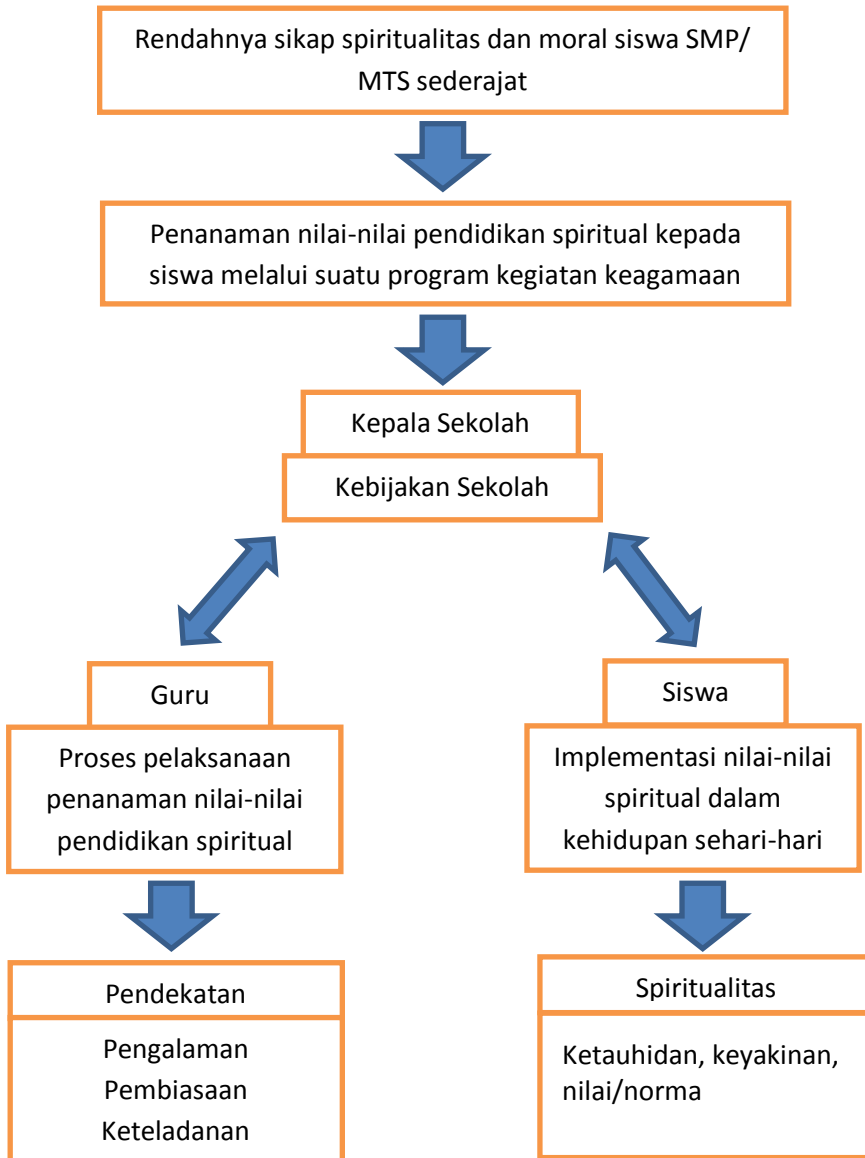 Rendahnya sikap spiritualitas dan moral siswa SMP/
MTS sederajat
Penanaman nilai-nilai pendidikan spiritual kepada
siswa melalui suatu program kegiatan keagamaan
Kepala Sekolah
Kebijakan Sekolah
Guru
Proses pelaksanaan
penanaman nilai-nilai
pendidikan spiritual
Siswa
Implementasi nilai-nilai
spiritual dalam
kehidupan sehari-hari
Pendekatan
Pengalaman
Pembiasaan
Keteladanan
Spiritualitas
Ketauhidan, keyakinan,
nilai/norma